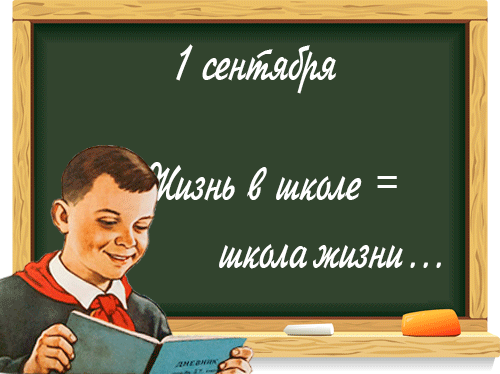 1 сентября
Жизнь в школе =
школа жизни...
ДНЕВНИК